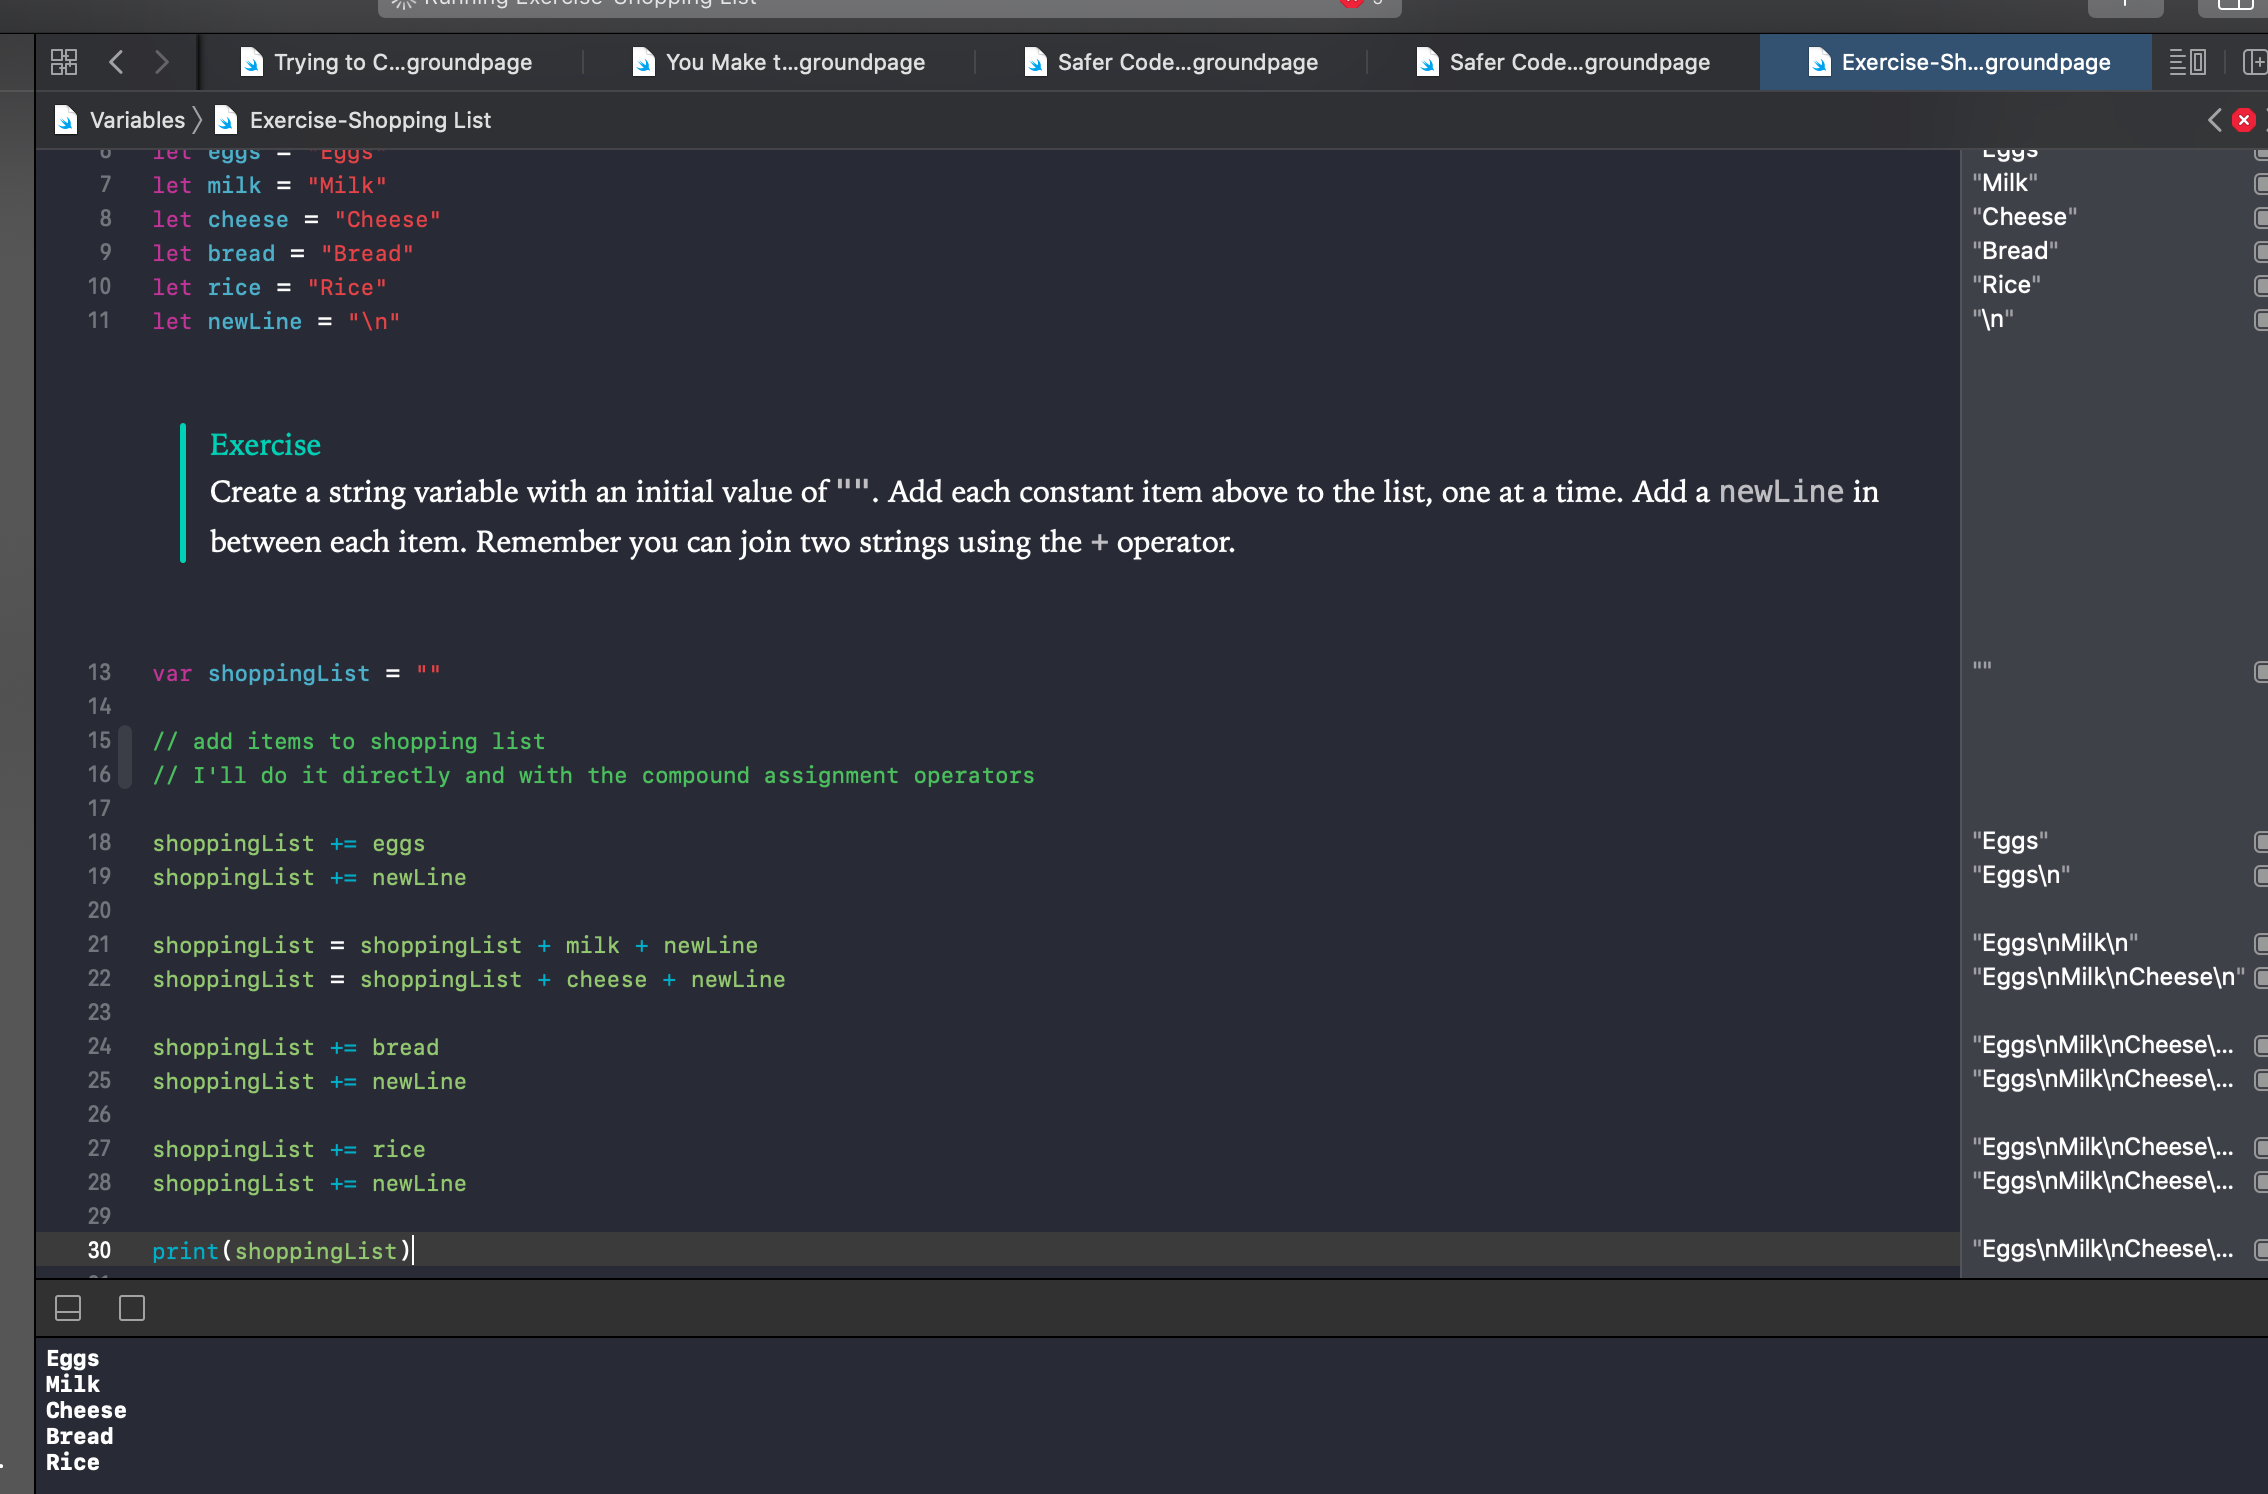 Running Exercise-Shopping List
Trying to C...groundpage
You Make t...groundpage
Safer Code...groundpage
Safer Code...groundpage
Exercise-Sh...groundpage
Variables
Exercise-Shopping List
6 let eggs = "Eggs" "Eggs"
7 let milk = "Milk" "Milk"
8 let cheese = "Cheese" "Cheese"
9 let bread = "Bread" "Bread"
10 let rice = "Rice" "Rice"
11 let newLine = "\n" "\n"
Exercise
Create a string variable with an initial value of "". Add each constant item above to the list, one at a time. Add a newLine in
between each item. Remember you can join two strings using the + operator.
13 var shoppingList = "" ""
14
15 // add items to shopping list
16 // I'll do it directly and with the compound assignment operators
17
18 shoppingList += eggs "Eggs"
19 shoppingList += newLine "Eggs\n"
20
21 shoppingList = shoppingList + milk + newLine "Eggs\nMilk\n"
22 shoppingList = shoppingList + cheese + newLine "Eggs\nMilk\nCheese\n"
23
24 shoppingList += bread "Eggs\nMilk\nCheese\...
25 shoppingList += newLine "Eggs\nMilk\nCheese\...
26
27 shoppingList += rice "Eggs\nMilk\nCheese\...
28 shoppingList += newLine "Eggs\nMilk\nCheese\...
29
30 print(shoppingList) "Eggs\nMilk\nCheese\...
Eggs
Milk
Cheese
Bread
Rice